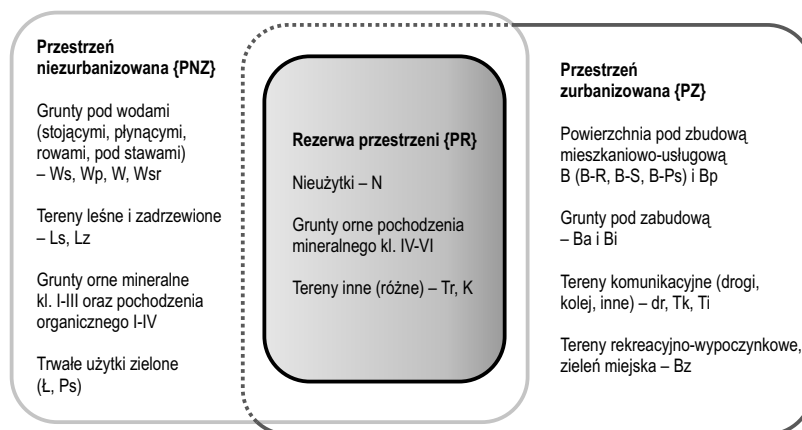 Przestrzeń
niezurbanizowana {PNZ}
Grunty pod wodami
(stojącymi, płynącymi,
rowami, pod stawami)
– Ws, Wp, W, Wsr
Tereny leśne i zadrzewione
– Ls, Lz
Grunty orne mineralne
kl. I-III oraz pochodzenia
organicznego I-IV
Trwałe użytki zielone
(Ł, Ps)
Rezerwa przestrzeni {PR}
Nieużytki – N
Grunty orne pochodzenia
mineralnego kl. IV-VI
Tereny inne (różne) – Tr, K
Przestrzeń
zurbanizowana {PZ}
Powierzchnia pod zbudową
mieszkaniowo-usługową
B (B-R, B-S, B-Ps) i Bp
Grunty pod zabudową
– Ba i Bi
Tereny komunikacyjne (drogi,
kolej, inne) – dr, Tk, Ti
Tereny rekreacyjno-wypoczynkowe,
zieleń miejska – Bz